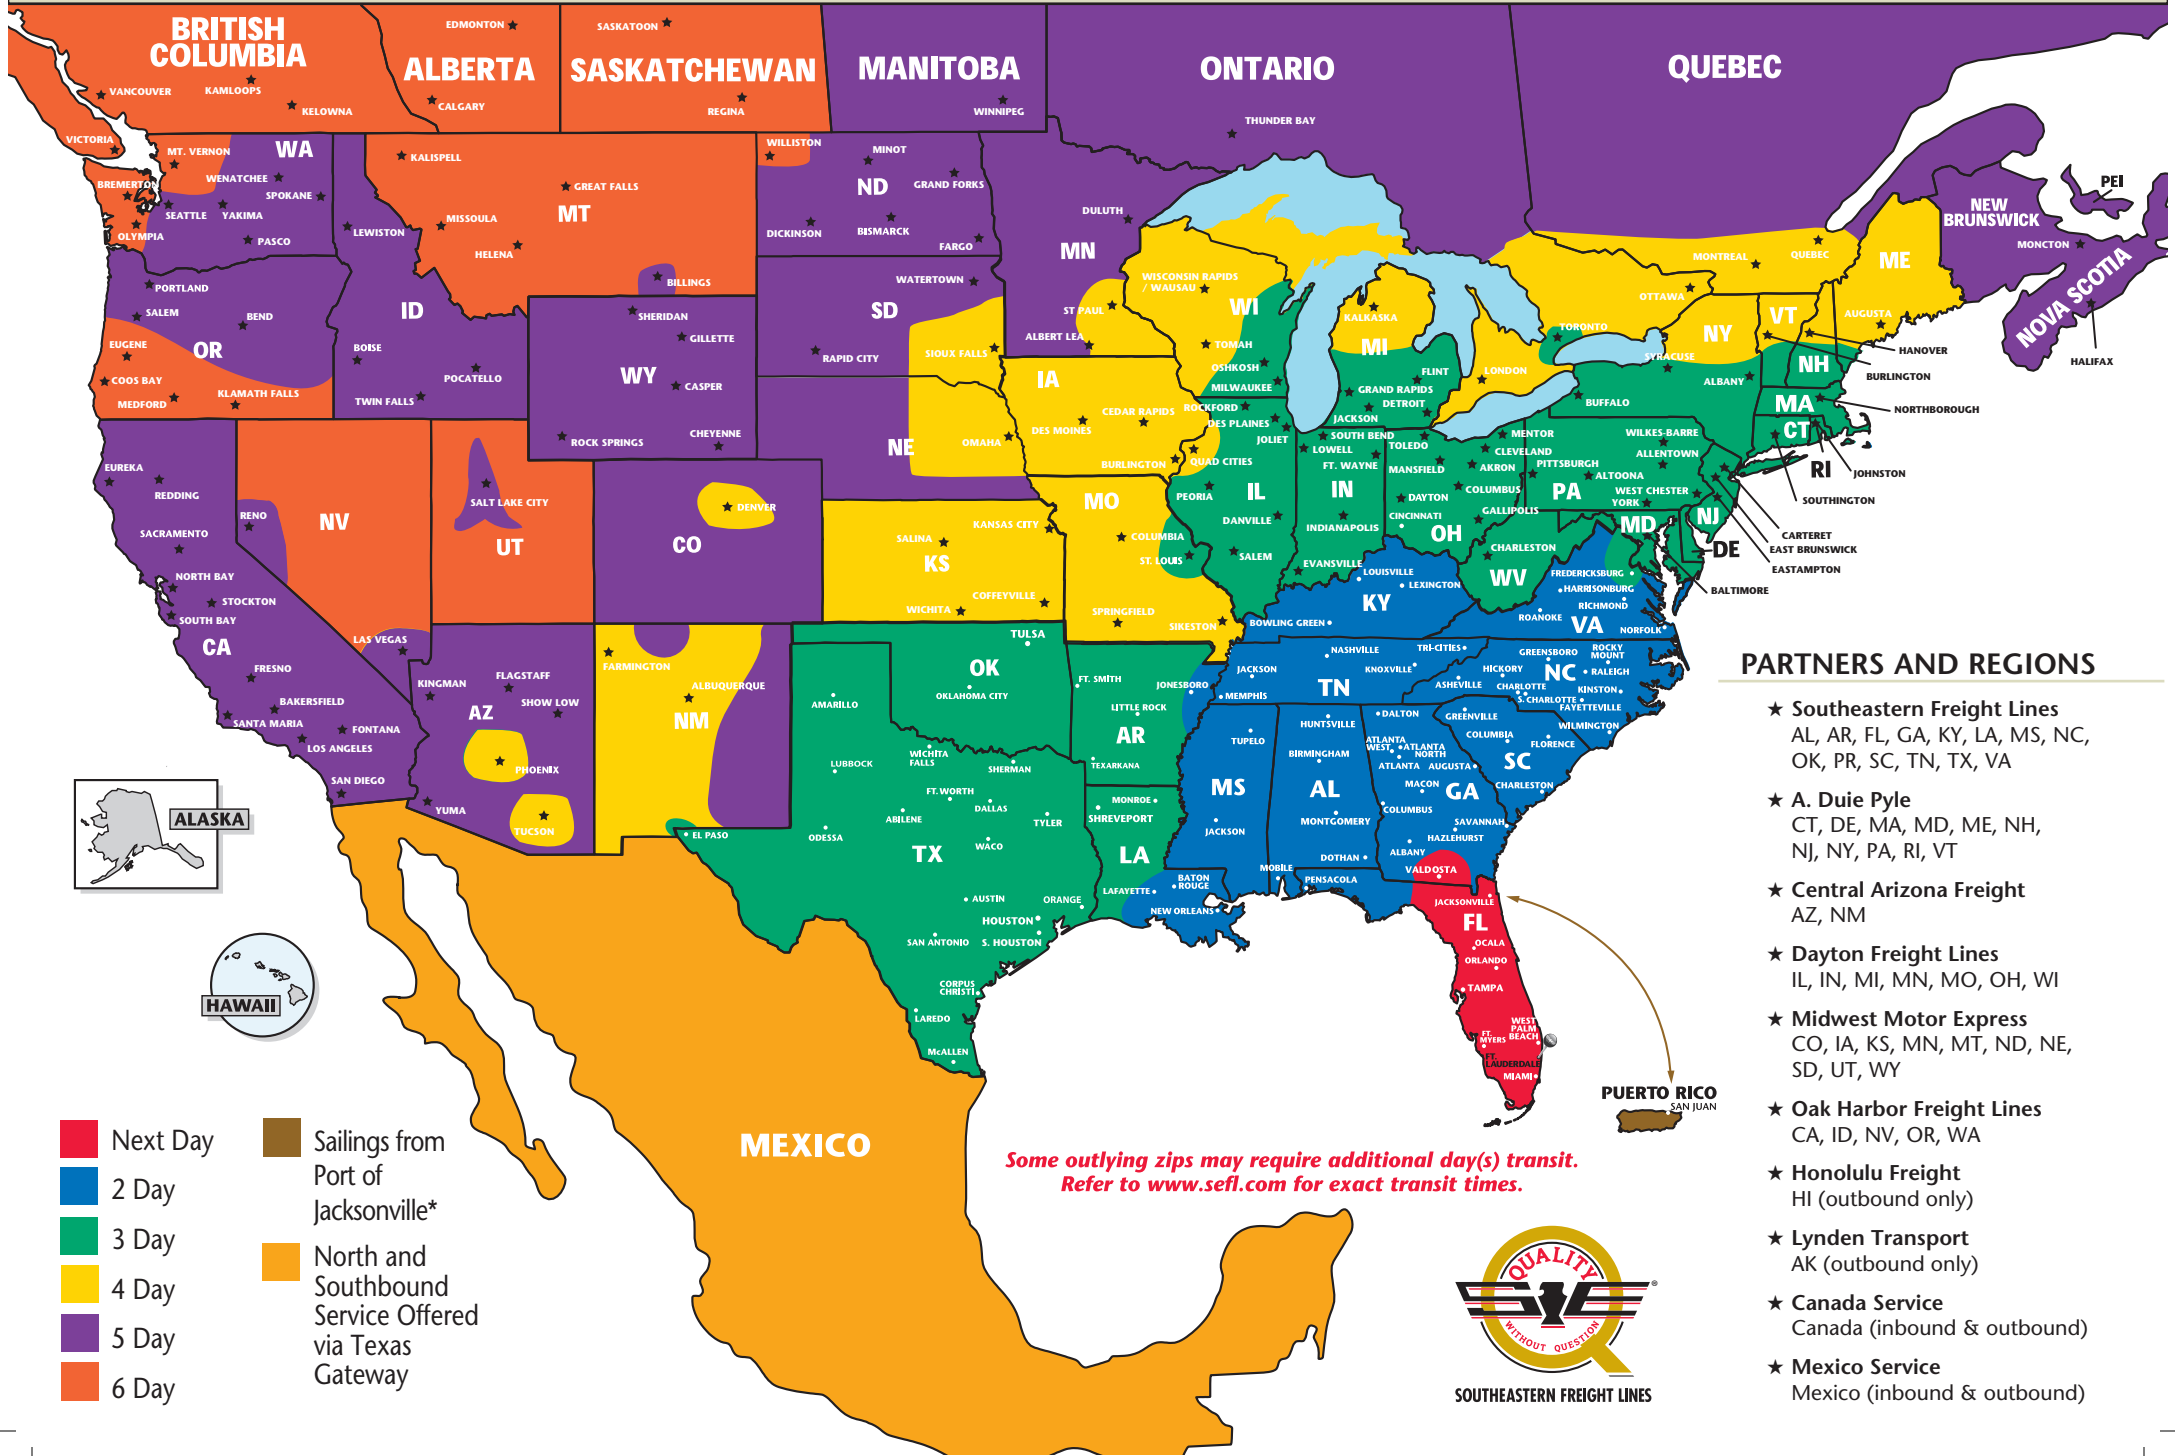 BRITISH
COLUMBIA
ALBERTA
SASKATCHEWAN
MANITOBA
ONTARIO
QUEBEC
EDMONTON
SASKATOON
VANCOUVER
KAMLOOPS
KELOWNA
CALGARY
REGINA
WINNIPEG
THUNDER BAY
VICTORIA
MT. VERNON
WA
WENATCHEE
SPOKANE
BREMERTON
SEATTLE
YAKIMA
OLYMPIA
PASCO
LEWISTON
KALISPELL
GREAT FALLS
MT
MISSOULA
HELENA
BILLINGS
WILLISTON
MINOT
ND
GRAND FORKS
DICKINSON
BISMARCK
FARGO
DULUTH
MN
PEI
NEW
BRUNSWICK
MONCTON
NOVA SCOTIA
HALIFAX
MONTREAL
QUEBEC
ME
OTTAWA
AUGUSTA
PORTLAND
SALEM
BEND
ID
EUGENE
OR
BOISE
COOS BAY
KLAMATH FALLS
MEDFORD
POCATELLO
TWIN FALLS
SHERIDAN
GILLETTE
WY
CASPER
ROCK SPRINGS
CHEYENNE
WATERTOWN
SD
RAPID CITY
SIOUX FALLS
ST PAUL
ALBERT LEA
WISCONSIN RAPIDS
/ WAUSAU
WI
TOMAH
OSHKOSH
MILWAUKEE
KALKASKA
MI
FLINT
GRAND RAPIDS
DETROIT
JACKSON
TORONTO
LONDON
SYRACUSE
NY
VT
NH
ALBANY
BUFFALO
MA
CT
RI
HANOVER
BURLINGTON
NORTHBOROUGH
JOHNSTON
SOUTHINGTON
CARTERET
EAST BRUNSWICK
EASTAMPTON
BALTIMORE
IA
CEDAR RAPIDS
DES MOINES
BURLINGTON
NE
OMAHA
ROCKFORD
DES PLAINES
JOLIET
QUAD CITIES
PEORIA
IL
DANVILLE
SALEM
SOUTH BEND
LOWELL
FT. WAYNE
IN
INDIANAPOLIS
EVANSVILLE
TOLEDO
MENTOR
CLEVELAND
MANSFIELD
AKRON
DAYTON
COLUMBUS
CINCINNATI
GALLIPOLIS
OH
WILKES-BARRE
ALLENTOWN
PITTSBURGH
ALTOONA
PA
WEST CHESTER
YORK
MD
NJ
DE
CHARLESTON
WV
EUREKA
REDDING
RENO
NV
SACRAMENTO
NORTH BAY
STOCKTON
SOUTH BAY
CA
LAS VEGAS
FRESNO
BAKERSFIELD
SANTA MARIA
FONTANA
LOS ANGELES
SAN DIEGO
SALT LAKE CITY
UT
DENVER
CO
KANSAS CITY
SALINA
KS
COFFEYVILLE
WICHITA
MO
COLUMBIA
ST. LOUIS
SPRINGFIELD
SIKESTON
LOUISVILLE
LEXINGTON
KY
BOWLING GREEN
FREDERICKSBURG
HARRISONBURG
RICHMOND
ROANOKE
VA
NORFOLK
KINGMAN
FLAGSTAFF
SHOW LOW
AZ
PHOENIX
YUMA
TUCSON
FARMINGTON
ALBUQUERQUE
NM
TULSA
OK
OKLAHOMA CITY
AMARILLO
LUBBOCK
WICHITA
FALLS
SHERMAN
FT. WORTH
DALLAS
ABILENE
TYLER
ODESSA
WACO
EL PASO
TX
AUSTIN
ORANGE
HOUSTON
S. HOUSTON
SAN ANTONIO
CORPUS
CHRISTI
LAREDO
McALLEN
FT. SMITH
JONESBORO
LITTLE ROCK
AR
TEXARKANA
MONROE
SHREVEPORT
LA
LAFAYETTE
BATON
ROUGE
NEW ORLEANS
NASHVILLE
TRI-CITIES
JACKSON
KNOXVILLE
TN
MEMPHIS
TUPELO
MS
JACKSON
HUNTSVILLE
BIRMINGHAM
AL
MONTGOMERY
DOTHAN
MOBILE
PENSACOLA
DALTON
ATLANTA
WEST
ATLANTA
NORTH
ATLANTA
AUGUSTA
MACON
GA
COLUMBUS
SAVANNAH
HAZLEHURST
ALBANY
VALDOSTA
GREENSBORO
ROCKY
MOUNT
HICKORY
NC
RALEIGH
ASHEVILLE
CHARLOTTE
S. CHARLOTTE
KINSTON
FAYETTEVILLE
WILMINGTON
GREENVILLE
COLUMBIA
FLORENCE
SC
CHARLESTON
JACKSONVILLE
FL
OCALA
ORLANDO
TAMPA
WEST
PALM
BEACH
FT.
MYERS
FT.
LAUDERDALE
MIAMI
ALASKA
HAWAII
MEXICO
PUERTO RICO
SAN JUAN
Next Day
2 Day
3 Day
4 Day
5 Day
6 Day
Sailings from
Port of
Jacksonville*
North and
Southbound
Service Offered
via Texas
Gateway
Some outlying zips may require additional day(s) transit.
Refer to www.sefl.com for exact transit times.
QUALITY
WITHOUT QUESTION
®
SOUTHEASTERN FREIGHT LINES
PARTNERS AND REGIONS
★ Southeastern Freight Lines
AL, AR, FL, GA, KY, LA, MS, NC,
OK, PR, SC, TN, TX, VA
★ A. Duie Pyle
CT, DE, MA, MD, ME, NH,
NJ, NY, PA, RI, VT
★ Central Arizona Freight
AZ, NM
★ Dayton Freight Lines
IL, IN, MI, MN, MO, OH, WI
★ Midwest Motor Express
CO, IA, KS, MN, MT, ND, NE,
SD, UT, WY
★ Oak Harbor Freight Lines
CA, ID, NV, OR, WA
★ Honolulu Freight
HI (outbound only)
★ Lynden Transport
AK (outbound only)
★ Canada Service
Canada (inbound & outbound)
★ Mexico Service
Mexico (inbound & outbound)